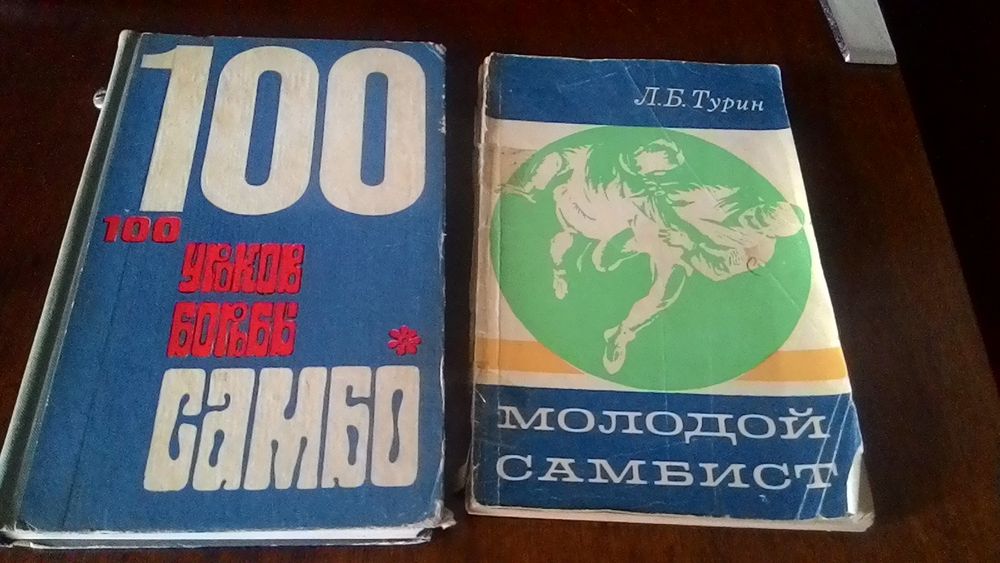 100
100
УРОКОВ
БОРЬБЫ
САМБО
Л.Б. Турин
МОЛОДОЙ
САМБИСТ